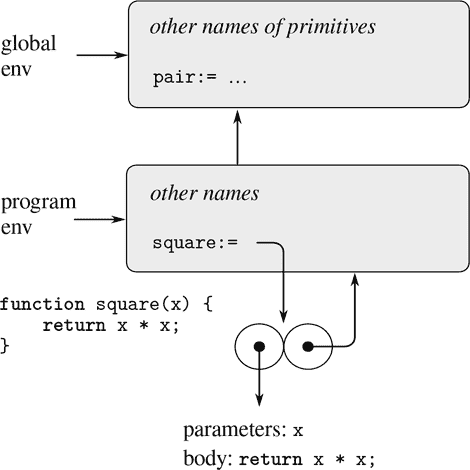 other names of primitives
global
env
pair:= ...
other names
program
env
square:=
function square(x) {
    return x * x;
}
parameters: x
body: return x * x;